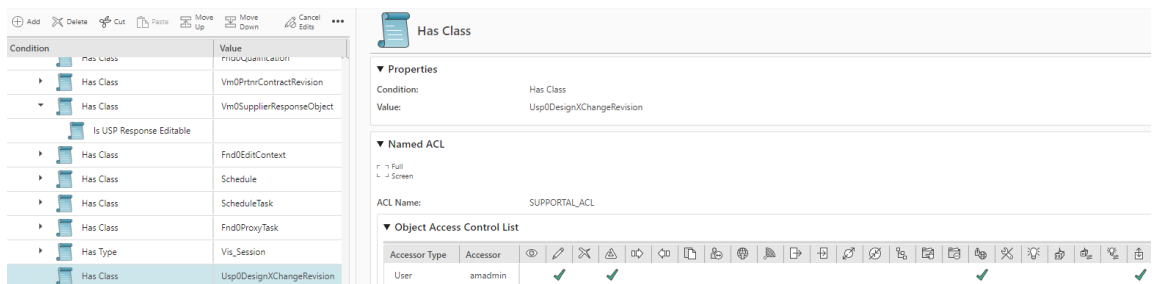 Add Delete Cut Paste Move Up Move Down Cancel Edits
Condition Value
Has Class Fnd0Qualification
Has Class Vm0PrtnrContractRevision
Has Class Vm0SupplierResponseObject
Is USP Response Editable
Has Class Fnd0EditContext
Has Class Schedule
Has Class ScheduleTask
Has Class Fnd0ProxyTask
Has Type Vis_Session
Has Class Usp0DesignXChangeRevision
Has Class
Properties
Condition: Has Class
Value: Usp0DesignXChangeRevision
Named ACL
Full
Screen
ACL Name: SUPPORTAL_ACL
Object Access Control List
Accessor Type Accessor
User amadmin